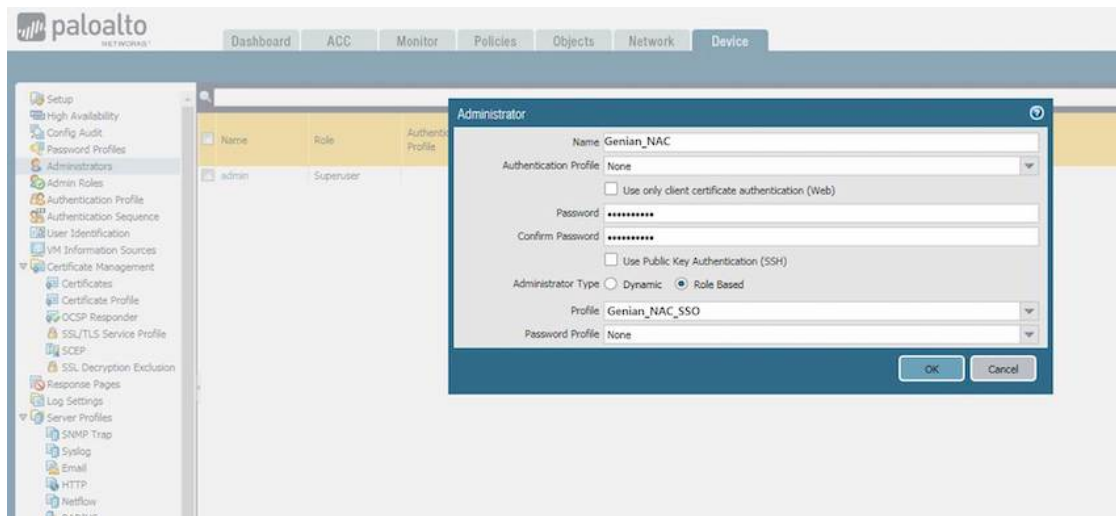 paloalto
NETWORKS
Dashboard ACC Monitor Policies Objects Network Device
Setup
High Availability
Config Audit
Password Profiles
Administrators
Admin Roles
Authentication Profile
Authentication Sequence
User Identification
VM Information Sources
Certificate Management
Certificates
Certificate Profile
OCSP Responder
SSL/TLS Service Profile
SCEP
SSL Decryption Exclusion
Response Pages
Log Settings
Server Profiles
SNMP Trap
Syslog
Email
HTTP
Netflow
Name Role Profile
admin Superuser
Administrator
Name Genian_NAC
Authentication Profile None
Use only client certificate authentication (Web)
Password ••••••••••
Confirm Password ••••••••••
Use Public Key Authentication (SSH)
Administrator Type Dynamic Role Based
Profile Genian_NAC_SSO
Password Profile None
OK Cancel